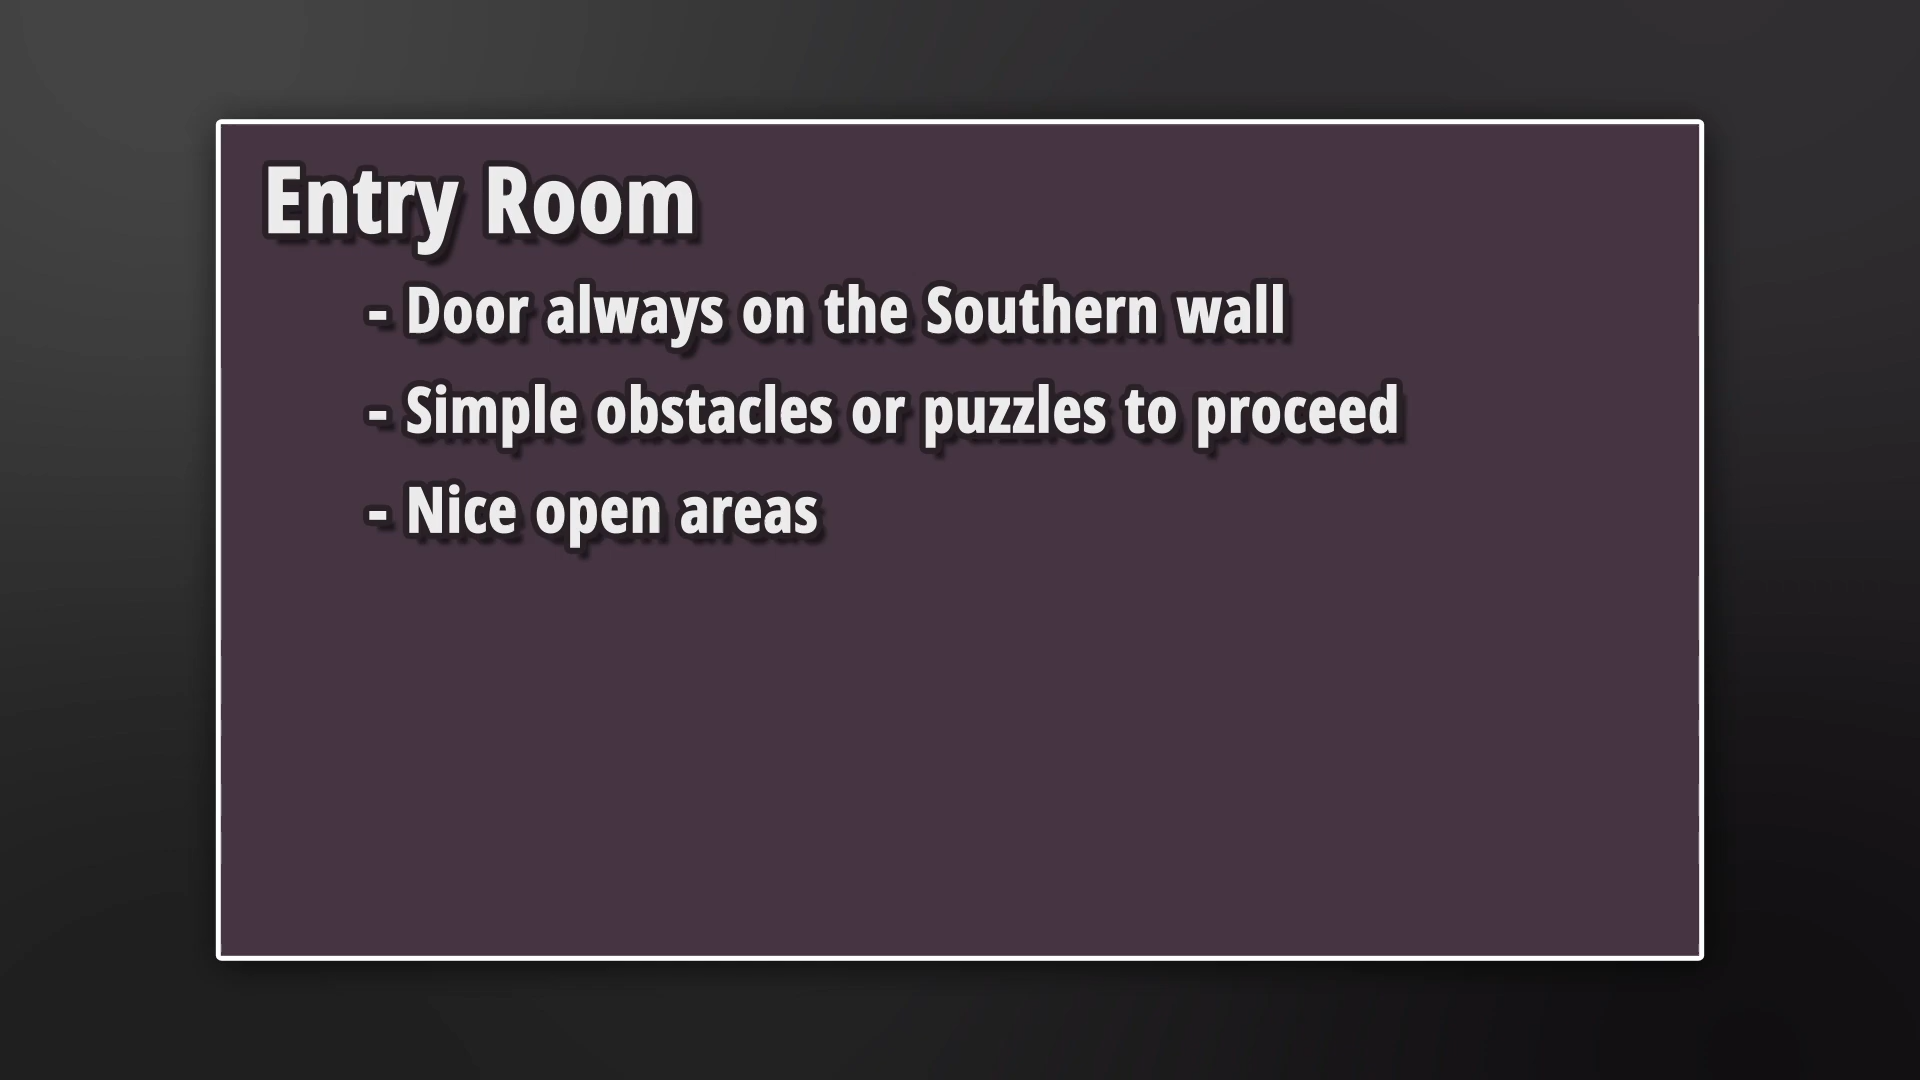 Entry Room
- Door always on the Southern wall
- Simple obstacles or puzzles to proceed
- Nice open areas